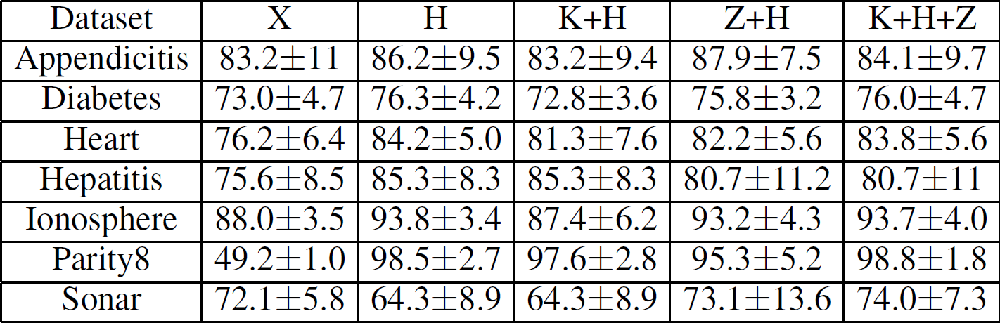 Dataset X H K+H Z+H K+H+Z
Appendicitis 83.2±11 86.2±9.5 83.2±9.4 87.9±7.5 84.1±9.7
Diabetes 73.0±4.7 76.3±4.2 72.8±3.6 75.8±3.2 76.0±4.7
Heart 76.2±6.4 84.2±5.0 81.3±7.6 82.2±5.6 83.8±5.6
Hepatitis 75.6±8.5 85.3±8.3 85.3±8.3 80.7±11.2 80.7±11
Ionosphere 88.0±3.5 93.8±3.4 87.4±6.2 93.2±4.3 93.7±4.0
Parity8 49.2±1.0 98.5±2.7 97.6±2.8 95.3±5.2 98.8±1.8
Sonar 72.1±5.8 64.3±8.9 64.3±8.9 73.1±13.6 74.0±7.3